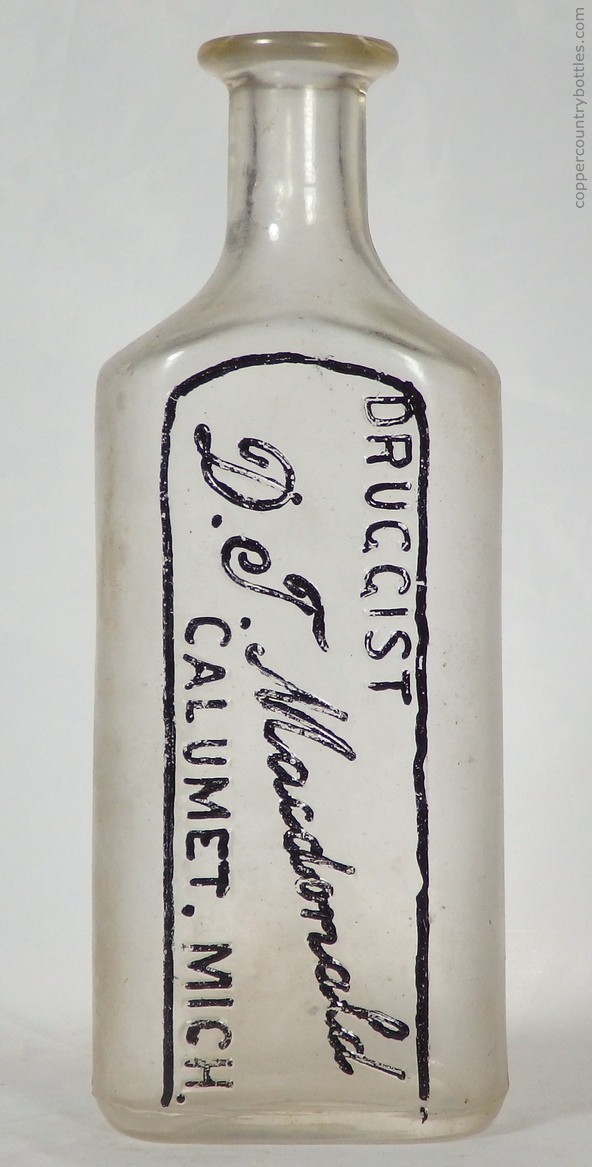 DRUGGIST
D. T. Macdonald
CALUMET. MICH.
coppercountrybottles.com